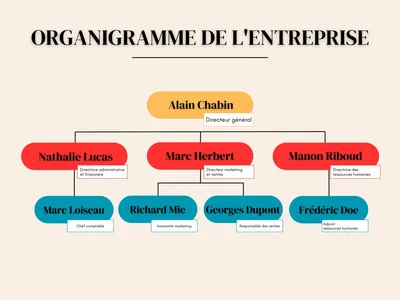 ORGANIGRAMME DE L'ENTREPRISE
Alain Chabin
Directeur général
Nathalie Lucas
Directrice administrative
et financière
Marc Herbert
Directeur marketing
et ventes
Manon Riboud
Directrice des
ressources humaines
Marc Loiseau
Chef comptable
Richard Mie
Assistante marketing
Georges Dupont
Responsable des ventes
Frédéric Doe
Adjoint
ressources humaines